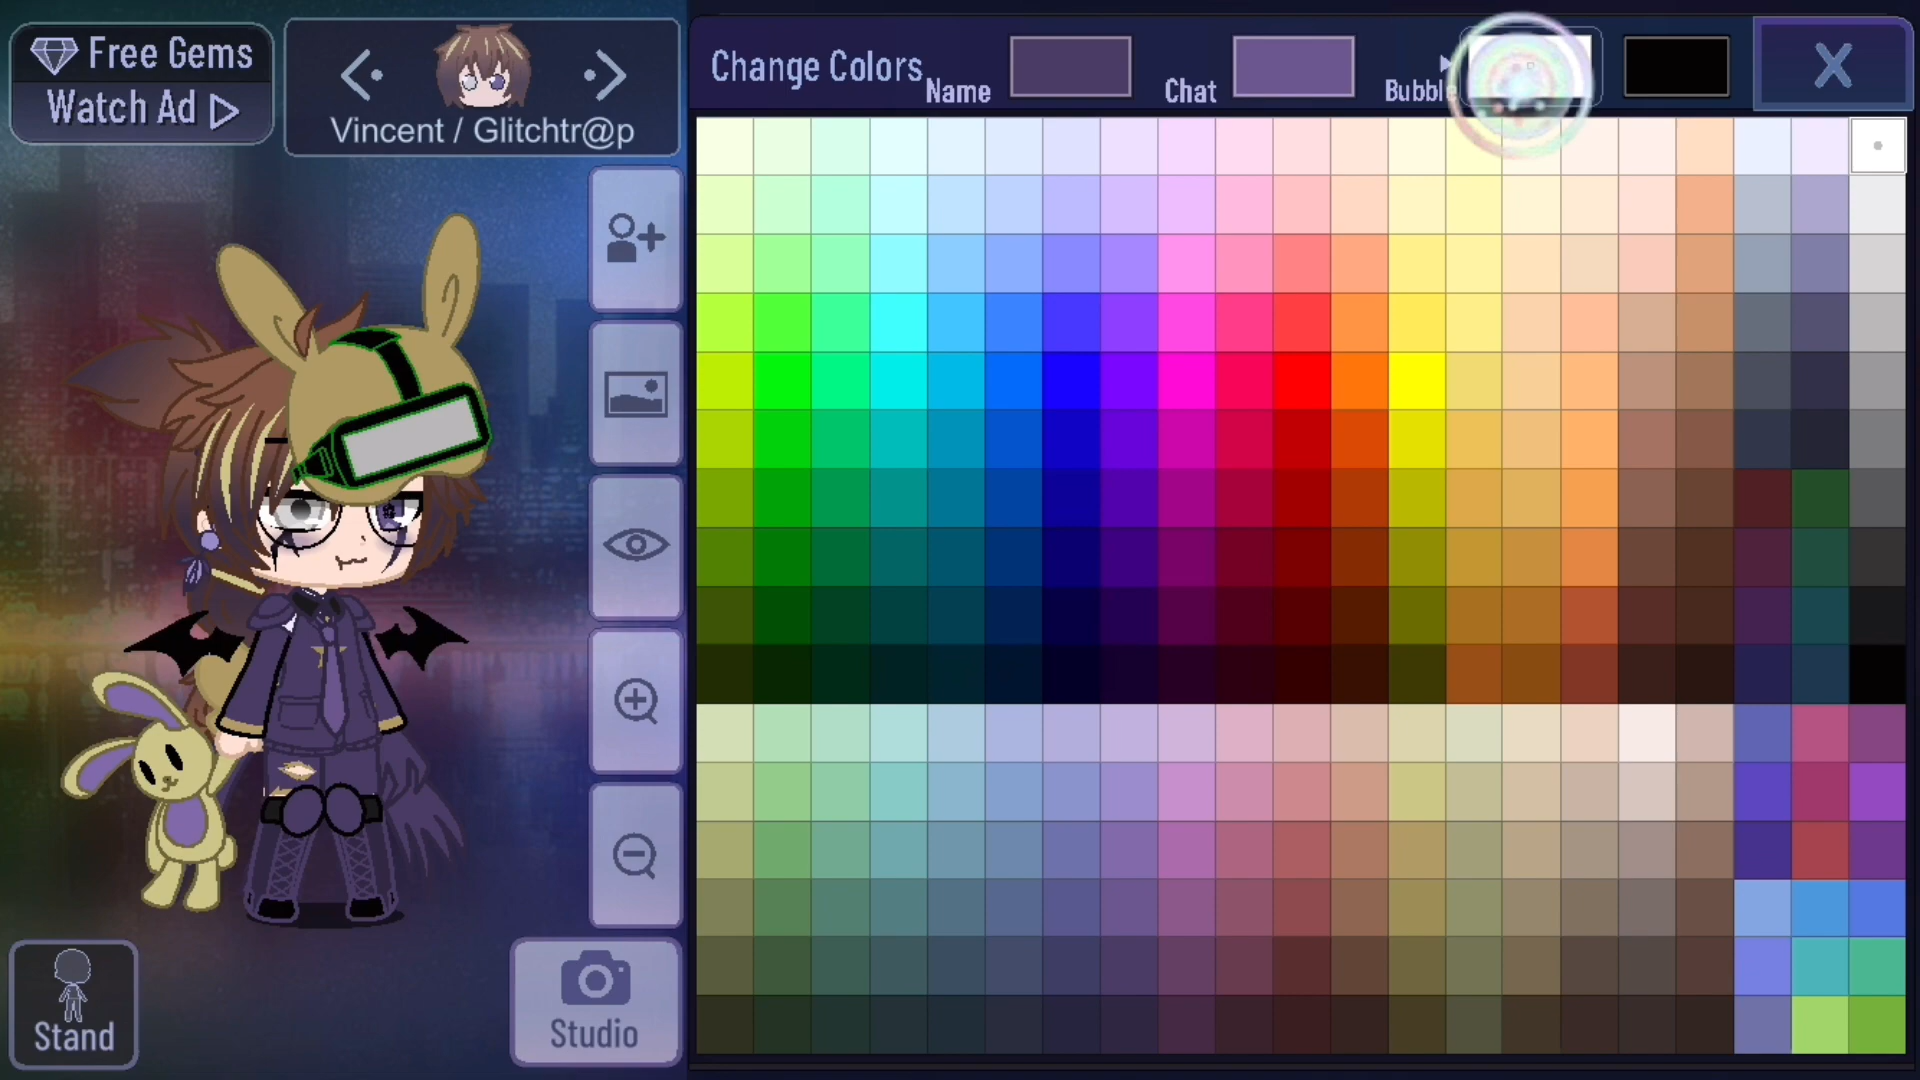 Free Gems
Watch Ad
Vincent / Glitchtr@p
Change Colors
Name
Chat
Bubble
X
Stand
Studio